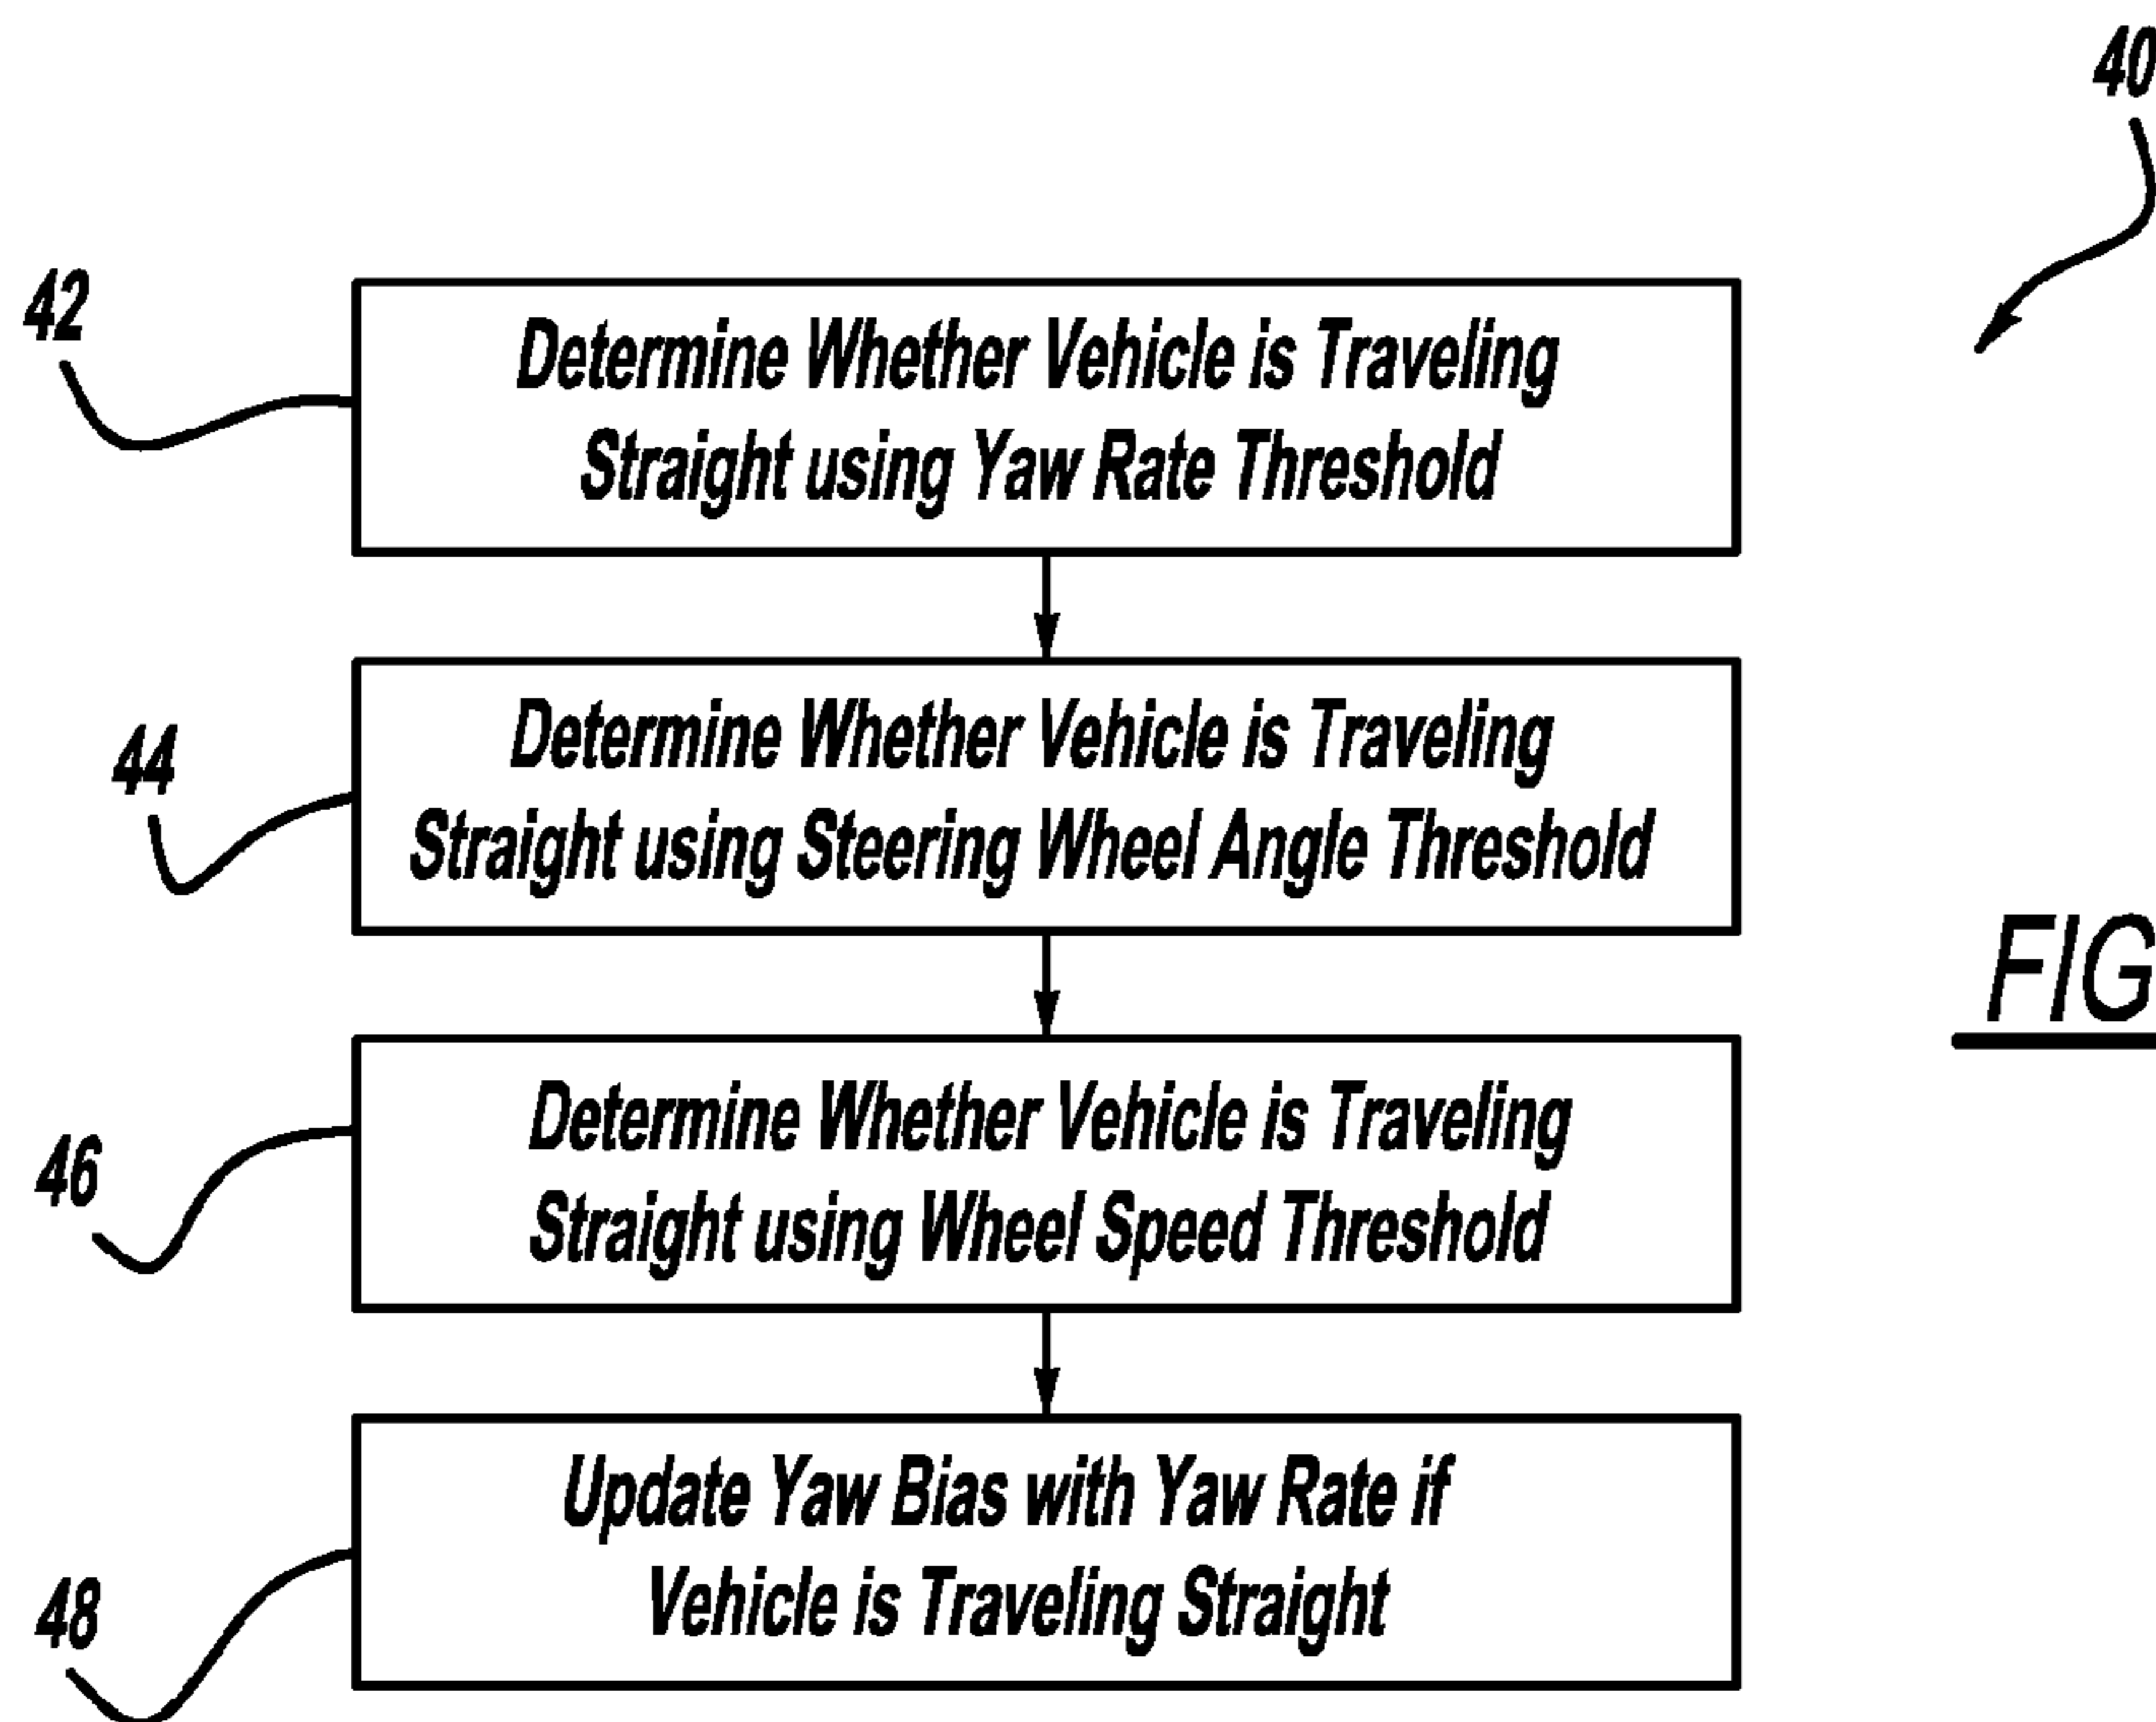 40
42
Determine Whether Vehicle is Traveling
Straight using Yaw Rate Threshold
44
Determine Whether Vehicle is Traveling
Straight using Steering Wheel Angle Threshold
FIG
46
Determine Whether Vehicle is Traveling
Straight using Wheel Speed Threshold
48
Update Yaw Bias with Yaw Rate if
Vehicle is Traveling Straight